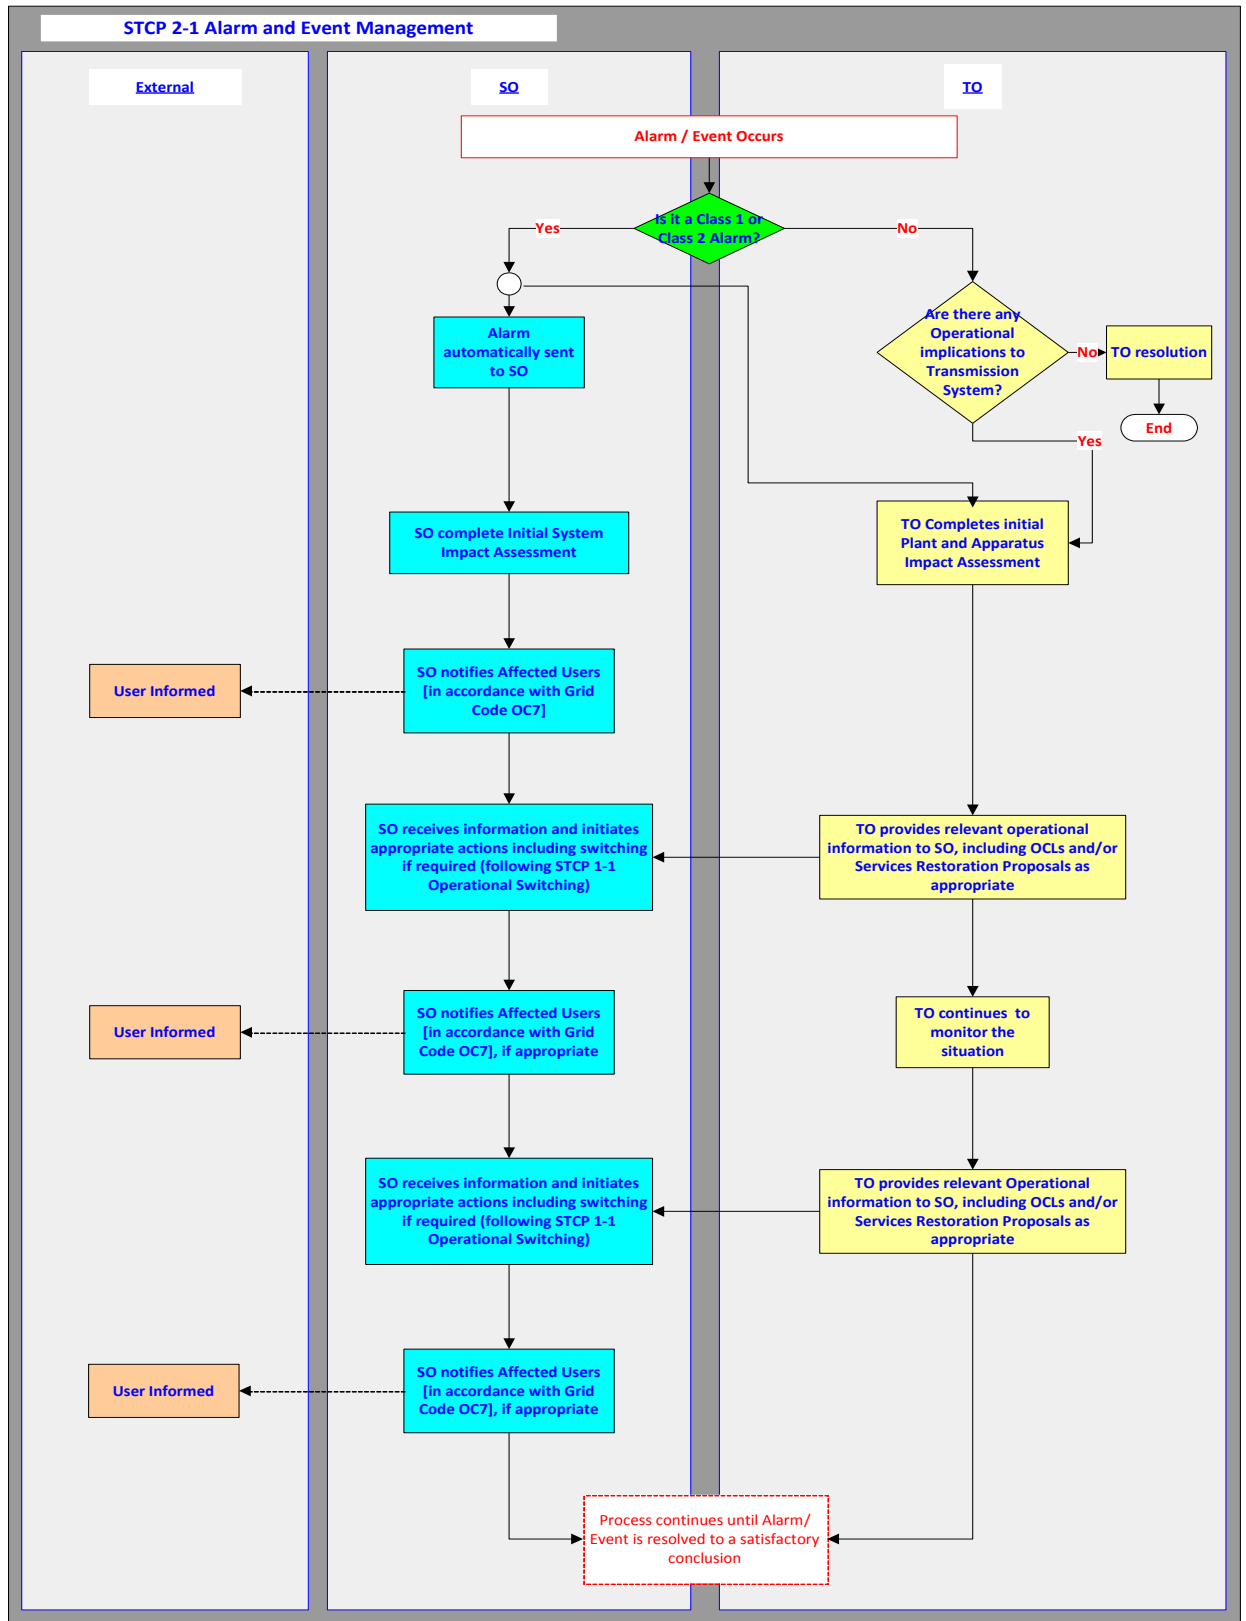 STCP 2-1 Alarm and Event Management
External
SO
TO
Alarm / Event Occurs
Is it a Class 1 or
Class 2 Alarm?
Yes
No
Alarm
automatically sent
to SO
Are there any
Operational
implications to
Transmission
System?
No
TO resolution
End
Yes
SO complete Initial System
Impact Assessment
TO Completes initial
Plant and Apparatus
Impact Assessment
User Informed
SO notifies Affected Users
[in accordance with Grid
Code OC7]
SO receives information and initiates
appropriate actions including switching
if required (following STCP 1-1
Operational Switching)
TO provides relevant operational
information to SO, including OCLs and/or
Services Restoration Proposals as
appropriate
User Informed
SO notifies Affected Users
[in accordance with Grid
Code OC7], if appropriate
TO continues to
monitor the
situation
SO receives information and initiates
appropriate actions including switching
if required (following STCP 1-1
Operational Switching)
TO provides relevant Operational
information to SO, including OCLs and/or
Services Restoration Proposals as
appropriate
User Informed
SO notifies Affected Users
[in accordance with Grid
Code OC7], if appropriate
Process continues until Alarm/
Event is resolved to a satisfactory
conclusion